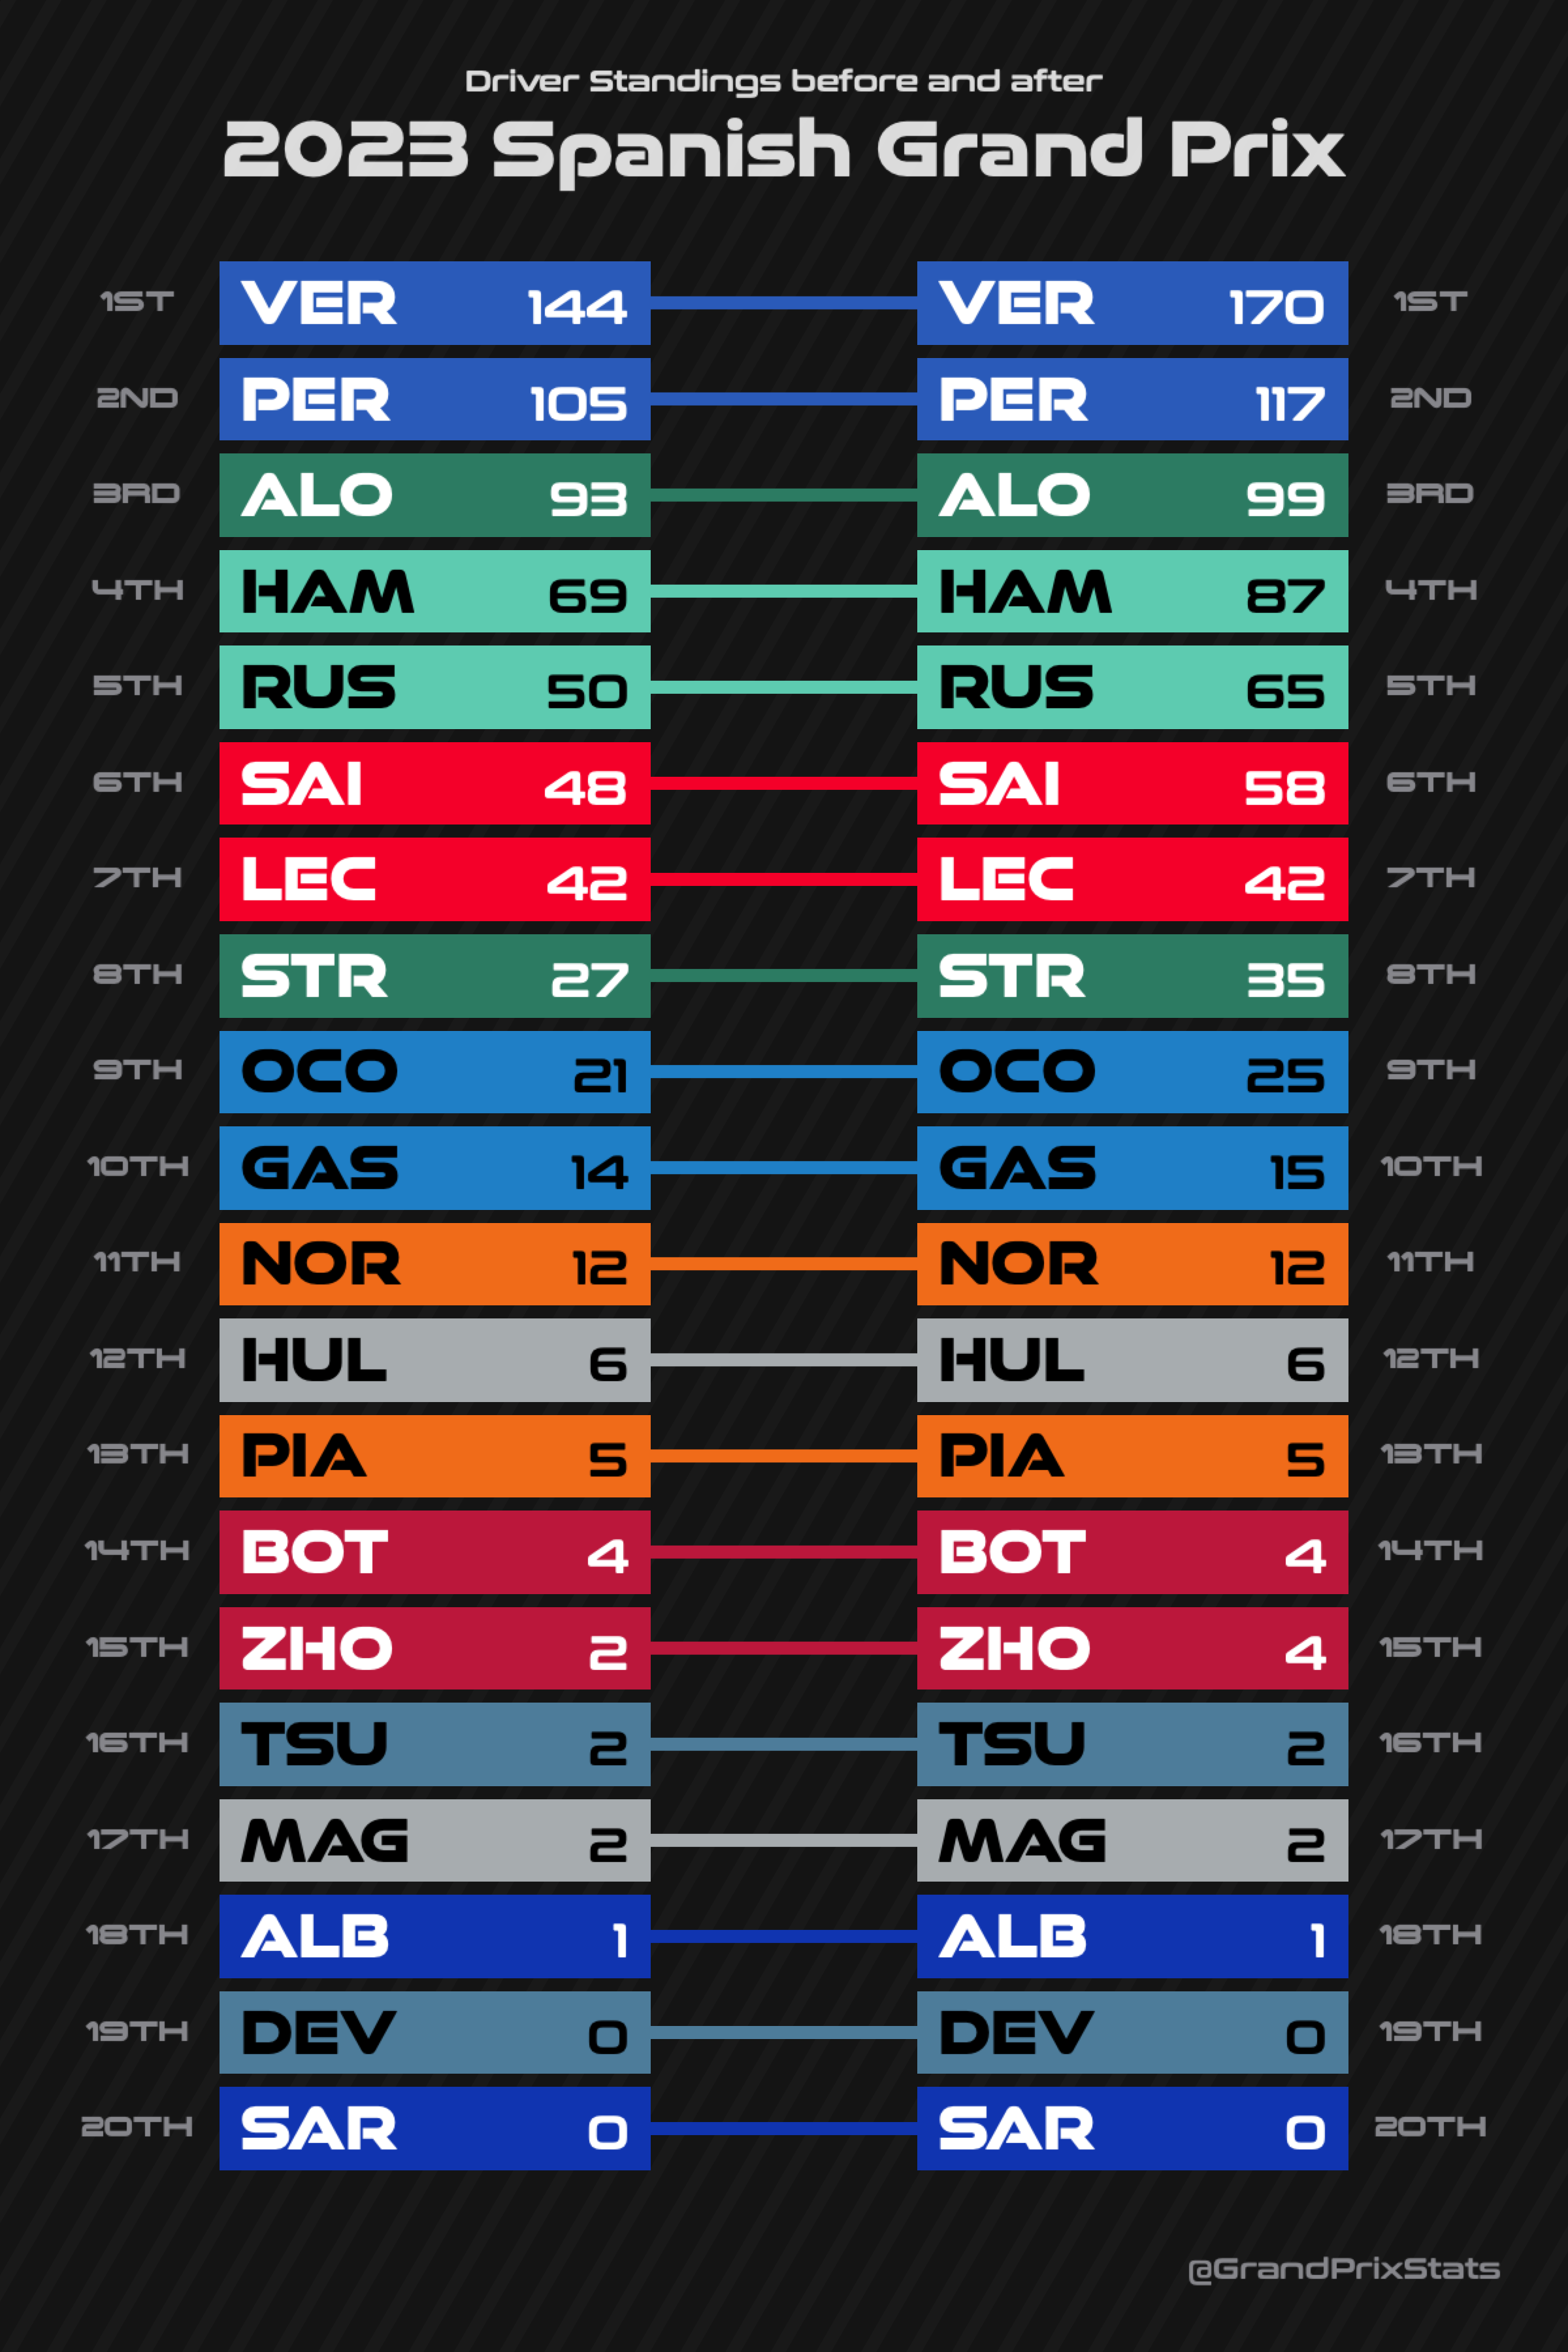 Driver Standings before and after
2023 Spanish Grand Prix
1ST VER 144 VER 170 1ST
2ND PER 105 PER 117 2ND
3RD ALO 93 ALO 99 3RD
4TH HAM 69 HAM 87 4TH
5TH RUS 50 RUS 65 5TH
6TH SAI 48 SAI 58 6TH
7TH LEC 42 LEC 42 7TH
8TH STR 27 STR 35 8TH
9TH OCO 21 OCO 25 9TH
10TH GAS 14 GAS 15 10TH
11TH NOR 12 NOR 12 11TH
12TH HUL 6 HUL 6 12TH
13TH PIA 5 PIA 5 13TH
14TH BOT 4 BOT 4 14TH
15TH ZHO 2 ZHO 4 15TH
16TH TSU 2 TSU 2 16TH
17TH MAG 2 MAG 2 17TH
18TH ALB 1 ALB 1 18TH
19TH DEV 0 DEV 0 19TH
20TH SAR 0 SAR 0 20TH
@GrandPrixStats